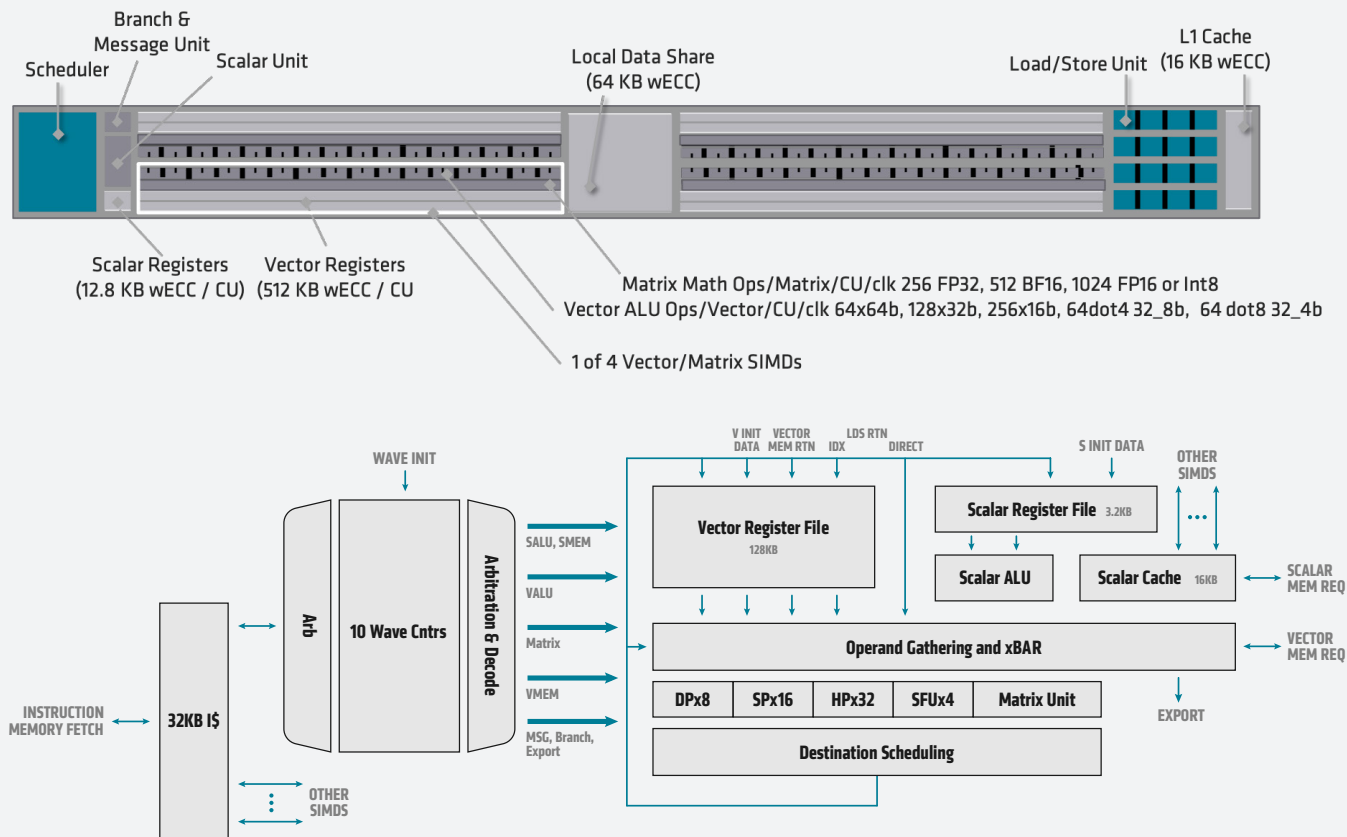 Branch &
Message Unit
Scheduler
Scalar Unit
Local Data Share
(64 KB wECC)
Load/Store Unit
L1 Cache
(16 KB wECC)
Scalar Registers
(12.8 KB wECC / CU)
Vector Registers
(512 KB wECC / CU
Matrix Math Ops/Matrix/CU/clk 256 FP32, 512 BF16, 1024 FP16 or Int8
Vector ALU Ops/Vector/CU/clk 64x64b, 128x32b, 256x16b, 64dot4 32_8b, 64 dot8 32_4b
1 of 4 Vector/Matrix SIMDs
WAVE INIT
V INIT
DATA
VECTOR
MEM RTN
LDS RTN
IDX
DIRECT
S INIT DATA
OTHER
SIMDS
Arb
10 Wave Cntrs
Arbitration & Decode
SALU, SMEM
VALU
Matrix
VMEM
MSG, Branch,
Export
Vector Register File
128KB
Scalar Register File 3.2KB
Scalar ALU
Scalar Cache 16KB
SCALAR
MEM REQ
Operand Gathering and xBAR
VECTOR
MEM REQ
DPx8
SPx16
HPx32
SFUx4
Matrix Unit
EXPORT
Destination Scheduling
INSTRUCTION
MEMORY FETCH
32KB I$
OTHER
SIMDS